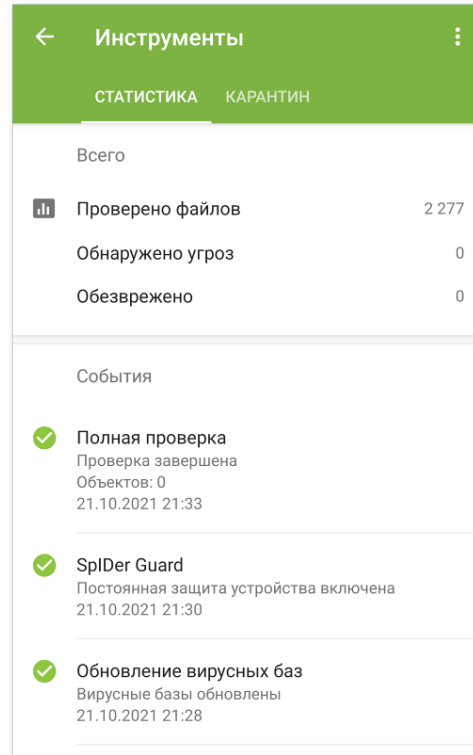 Инструменты
СТАТИСТИКА КАРАНТИН
Всего
Проверено файлов 2 277
Обнаружено угроз 0
Обезврежено 0
События
Полная проверка
Проверка завершена
Объектов: 0
21.10.2021 21:33
SpIDer Guard
Постоянная защита устройства включена
21.10.2021 21:30
Обновление вирусных баз
Вирусные базы обновлены
21.10.2021 21:28